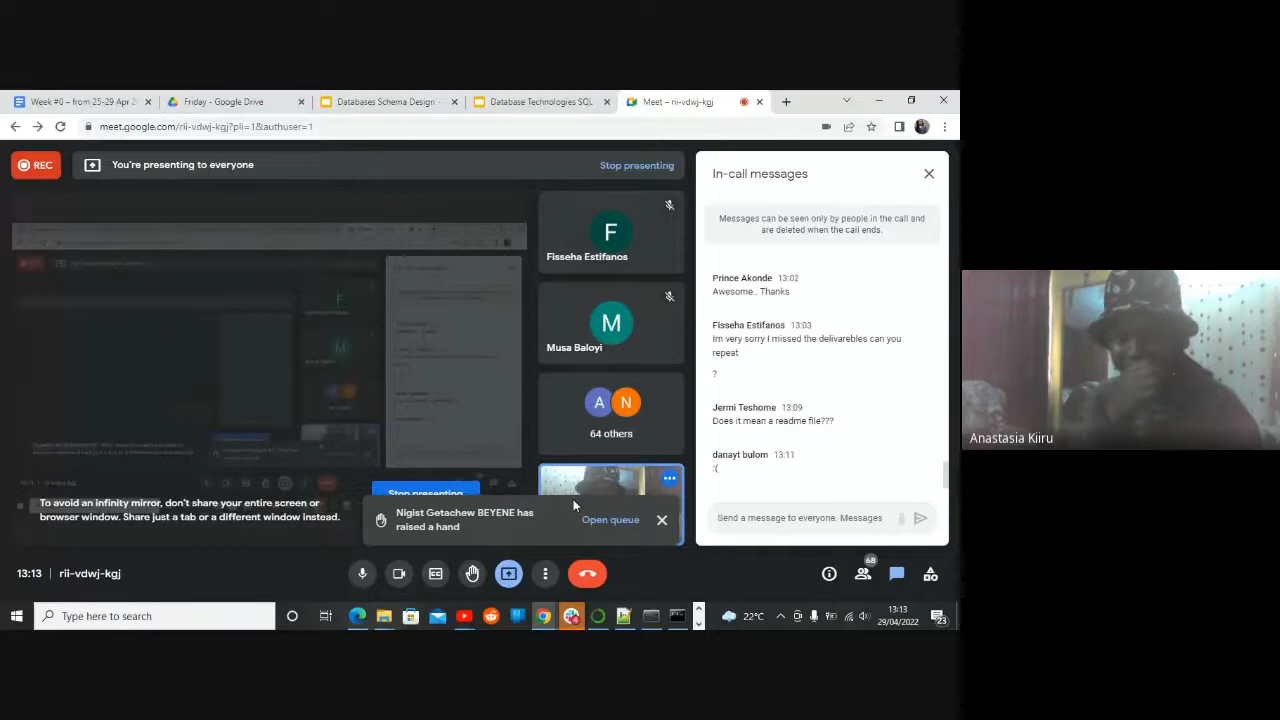 Week #0 – from 25-29 Apr 2
Friday - Google Drive
Databases Schema Design -
Database Technologies SQL
Meet – rii-vdwj-kgj
meet.google.com/rii-vdwj-kgj?pli=1&authuser=1
REC
You're presenting to everyone
Stop presenting
F
Fisseha Estifanos
M
Musa Baloyi
A N
64 others
Stop presenting
To avoid an infinity mirror, don't share your entire screen or
browser window. Share just a tab or a different window instead.
Nigist Getachew BEYENE has
raised a hand
Open queue
In-call messages
Messages can be seen only by people in the call and
are deleted when the call ends.
Prince Akonde 13:02
Awesome.. Thanks
Fisseha Estifanos 13:03
Im very sorry I missed the delivarebles can you
repeat
?
Jermi Teshome 13:09
Does it mean a readme file???
danayt bulom 13:11
:(
Send a message to everyone. Messages
13:13 | rii-vdwj-kgj
68
Type here to search
22°C
13:13
29/04/2022
23
Anastasia Kiiru